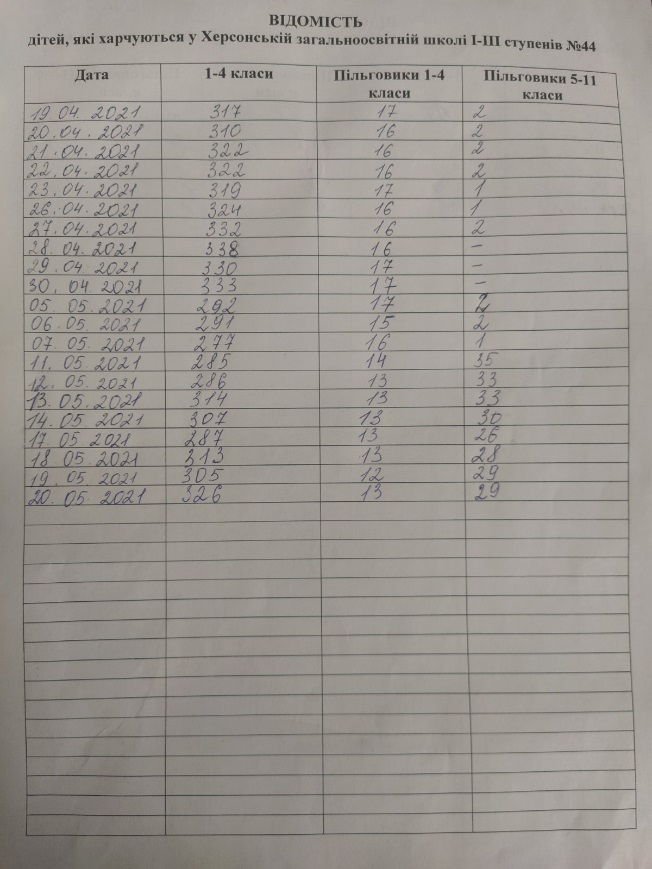 ВІДОМІСТЬ
дітей, які харчуються у Херсонській загальноосвітній школі І-ІІІ ступенів №44
Дата 1-4 класи Пільговики 1-4 класи Пільговики 5-11 класи
19 04. 2021 317 17 2
20.04.2021 310 16 2
21.04.2021 322 16 2
22.04.2021 322 16 2
23.04.2021 319 17 1
26.04.2021 324 16 1
27.04.2021 332 16 2
28.04.2021 338 16 –
29.04 2021 330 17 –
30.04.2021 333 17 –
05 05.2021 292 17 2
06.05.2021 291 15 2
07 05.2021 277 16 1
11.05.2021 285 14 35
12.05.2021 286 13 33
13.05.2021 314 13 33
14.05.2021 307 13 30
17 05 2021 287 13 26
18 05.2021 313 13 28
19.05.2021 305 12 29
20.05.2021 326 13 29